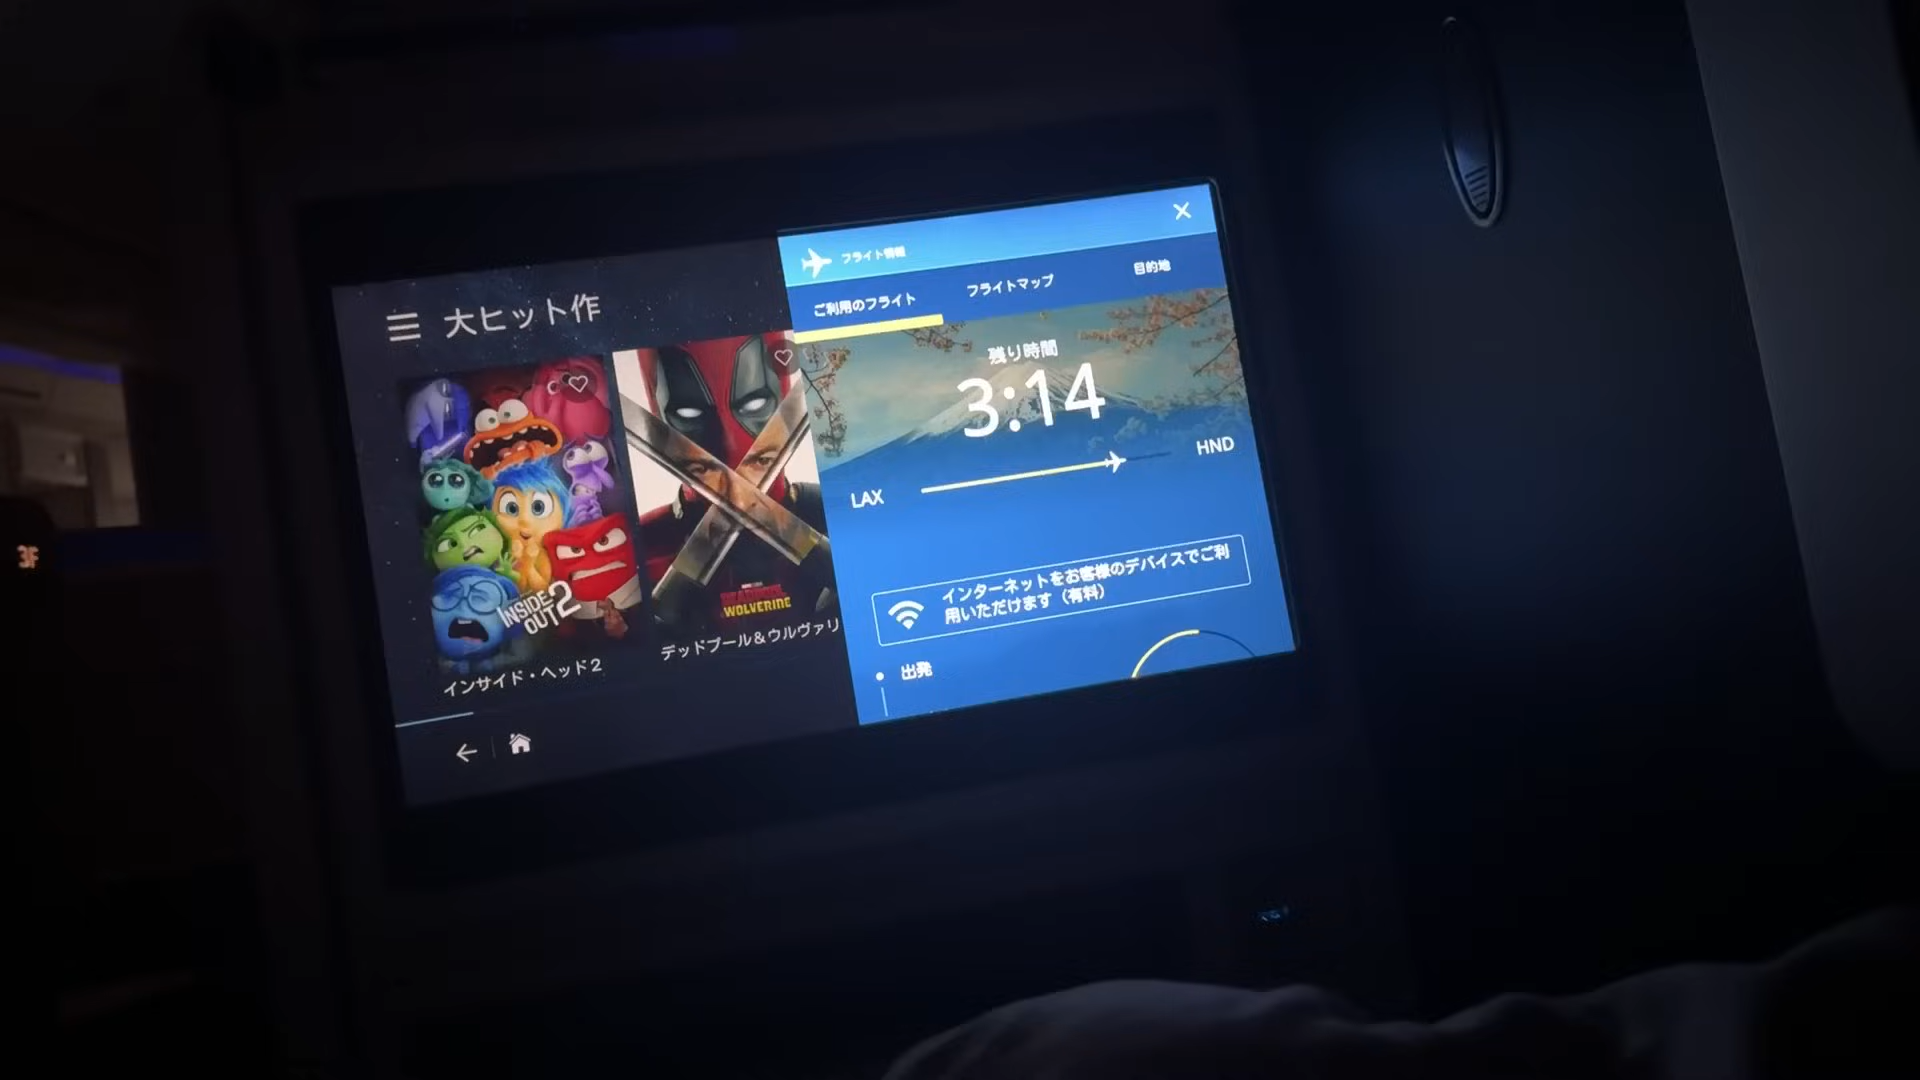 3F
大ヒット作
INSIDE
OUT 2
インサイド・ヘッド2
DEADPOOL
WOLVERINE
デッドプール&ウルヴァリ
フライト情報
ご利用のフライト
フライトマップ
目的地
残り時間
3:14
LAX
HND
インターネットをお客様のデバイスでご利
用いただけます（有料）
出発